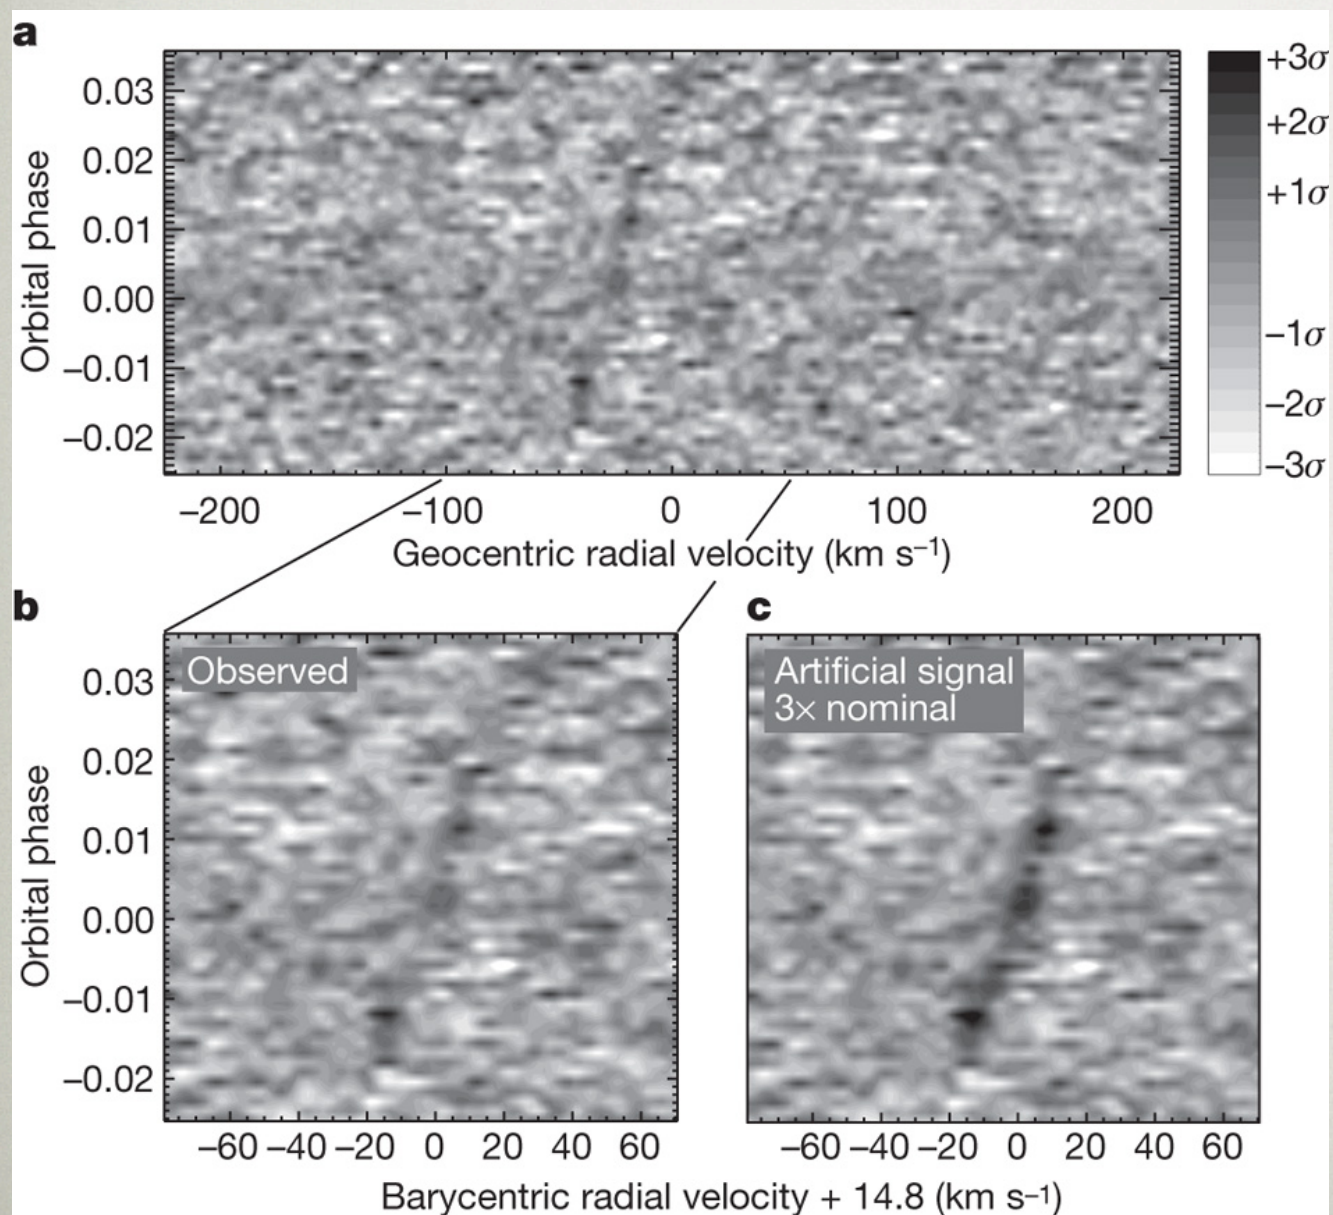 a
0.03
0.02
0.01
0.00
−0.01
−0.02
Orbital phase
−200 −100 0 100 200
Geocentric radial velocity (km s⁻¹)
+3σ
+2σ
+1σ
−1σ
−2σ
−3σ
b
Observed
0.03
0.02
0.01
0.00
−0.01
−0.02
Orbital phase
−60 −40 −20 0 20 40 60
c
Artificial signal
3× nominal
−60 −40 −20 0 20 40 60
Barycentric radial velocity + 14.8 (km s⁻¹)